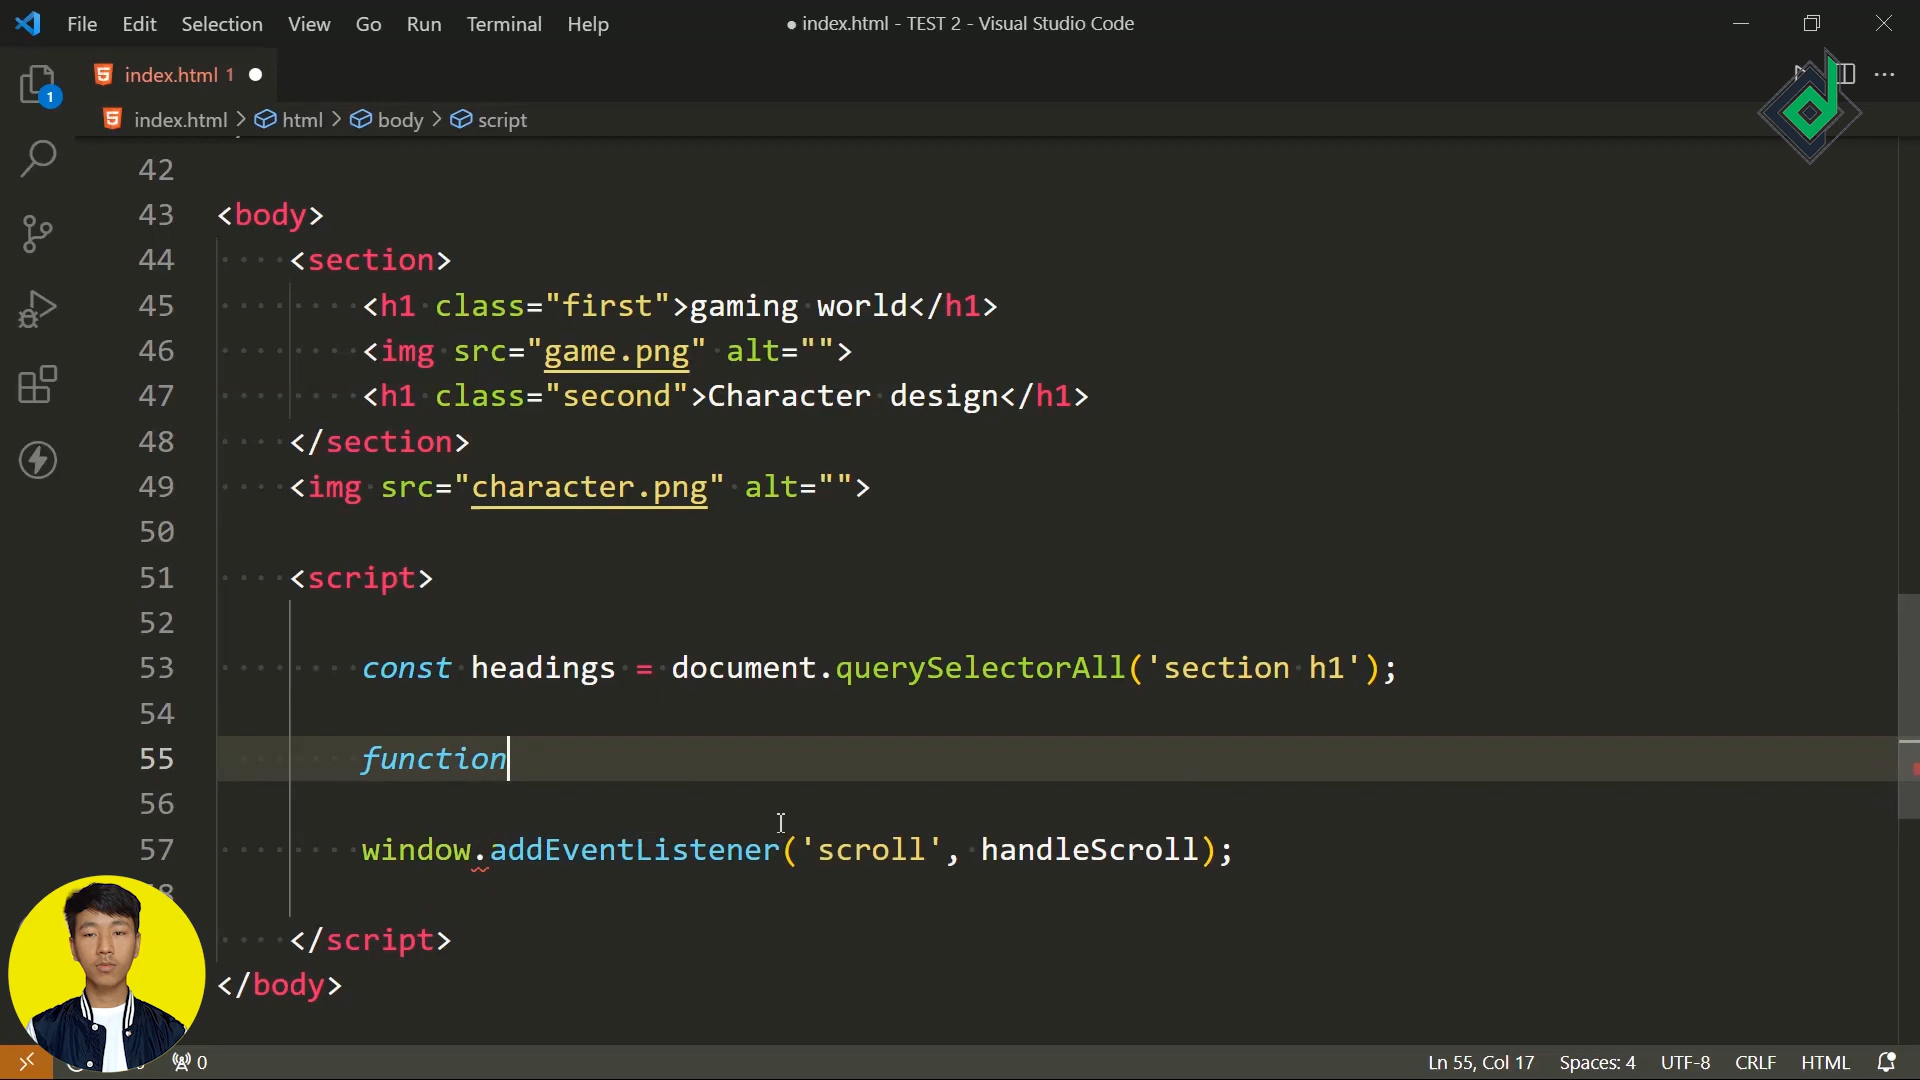 File Edit Selection View Go Run Terminal Help
● index.html - TEST 2 - Visual Studio Code
index.html 1 ●
index.html > html > body > script
1
42
43 <body>
44 <section>
45 <h1 class="first">gaming world</h1>
46 <img src="game.png" alt="">
47 <h1 class="second">Character design</h1>
48 </section>
49 <img src="character.png" alt="">
50
51 <script>
52
53 const headings = document.querySelectorAll('section h1');
54
55 function
56
57 window.addEventListener('scroll', handleScroll);
</script>
</body>
0
Ln 55, Col 17 Spaces: 4 UTF-8 CRLF HTML